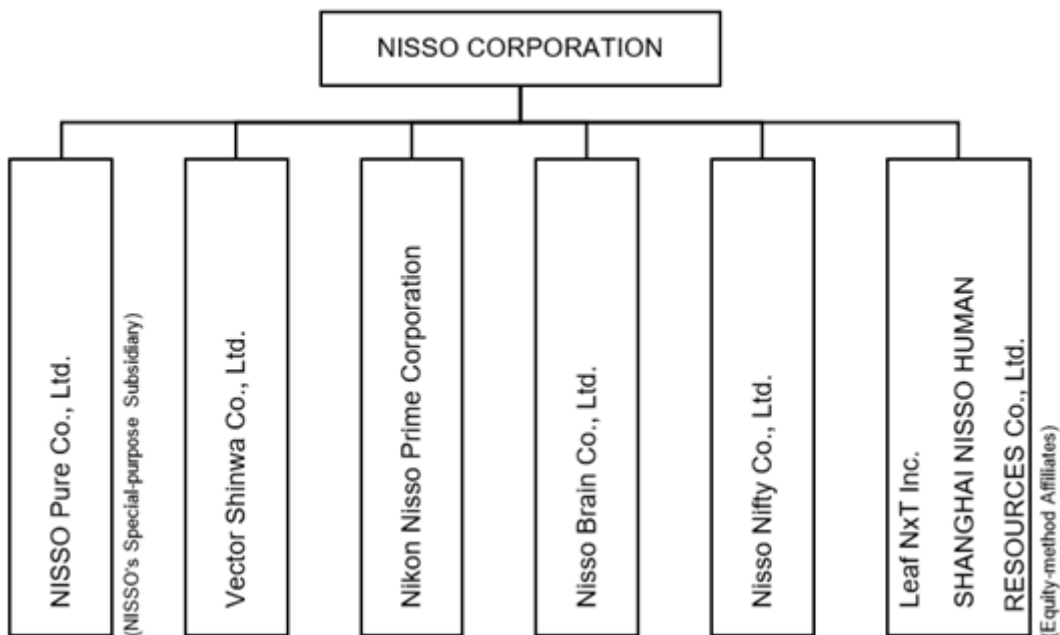 NISSO CORPORATION
NISSO Pure Co., Ltd.
(NISSO's Special-purpose Subsidiary)
Vector Shinwa Co., Ltd.
Nikon Nisso Prime Corporation
Nisso Brain Co., Ltd.
Nisso Nifty Co., Ltd.
Leaf NxT Inc.
SHANGHAI NISSO HUMAN
RESOURCES Co., Ltd.
(Equity-method Affiliates)